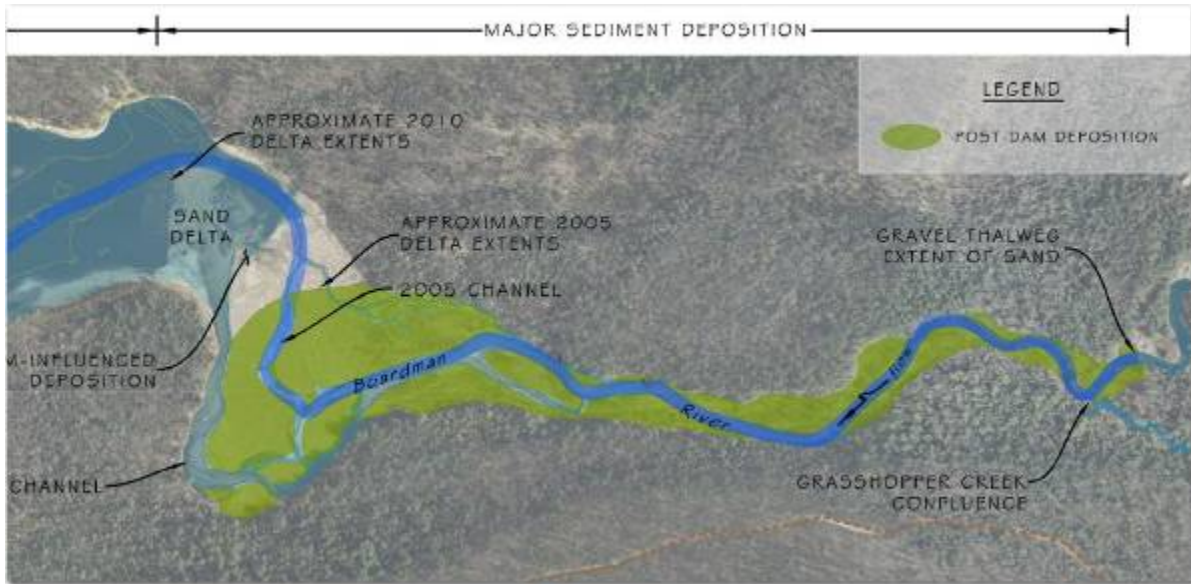 MAJOR SEDIMENT DEPOSITION
LEGEND
POST-DAM DEPOSITION
APPROXIMATE 2010
DELTA EXTENTS
SAND
DELTA
APPROXIMATE 2005
DELTA EXTENTS
2005 CHANNEL
GRAVEL THALWEG
EXTENT OF SAND
M-INFLUENCED
DEPOSITION
Boardman
River
Flow
CHANNEL
GRASSHOPPER CREEK
CONFLUENCE